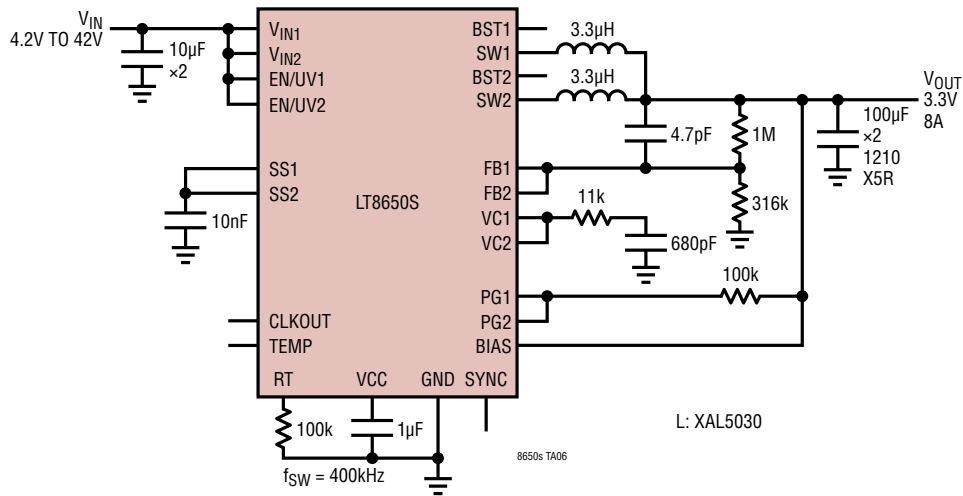 VIN
4.2V TO 42V
10µF
×2
VIN1
VIN2
EN/UV1
EN/UV2
SS1
SS2
10nF
CLKOUT
TEMP
RT
VCC
GND
SYNC
LT8650S
BST1
SW1
BST2
SW2
FB1
FB2
VC1
VC2
PG1
PG2
BIAS
3.3µH
3.3µH
4.7pF
1M
316k
11k
680pF
100k
VOUT
3.3V
8A
100µF
×2
1210
X5R
100k
1µF
fSW = 400kHz
L: XAL5030
8650s TA06